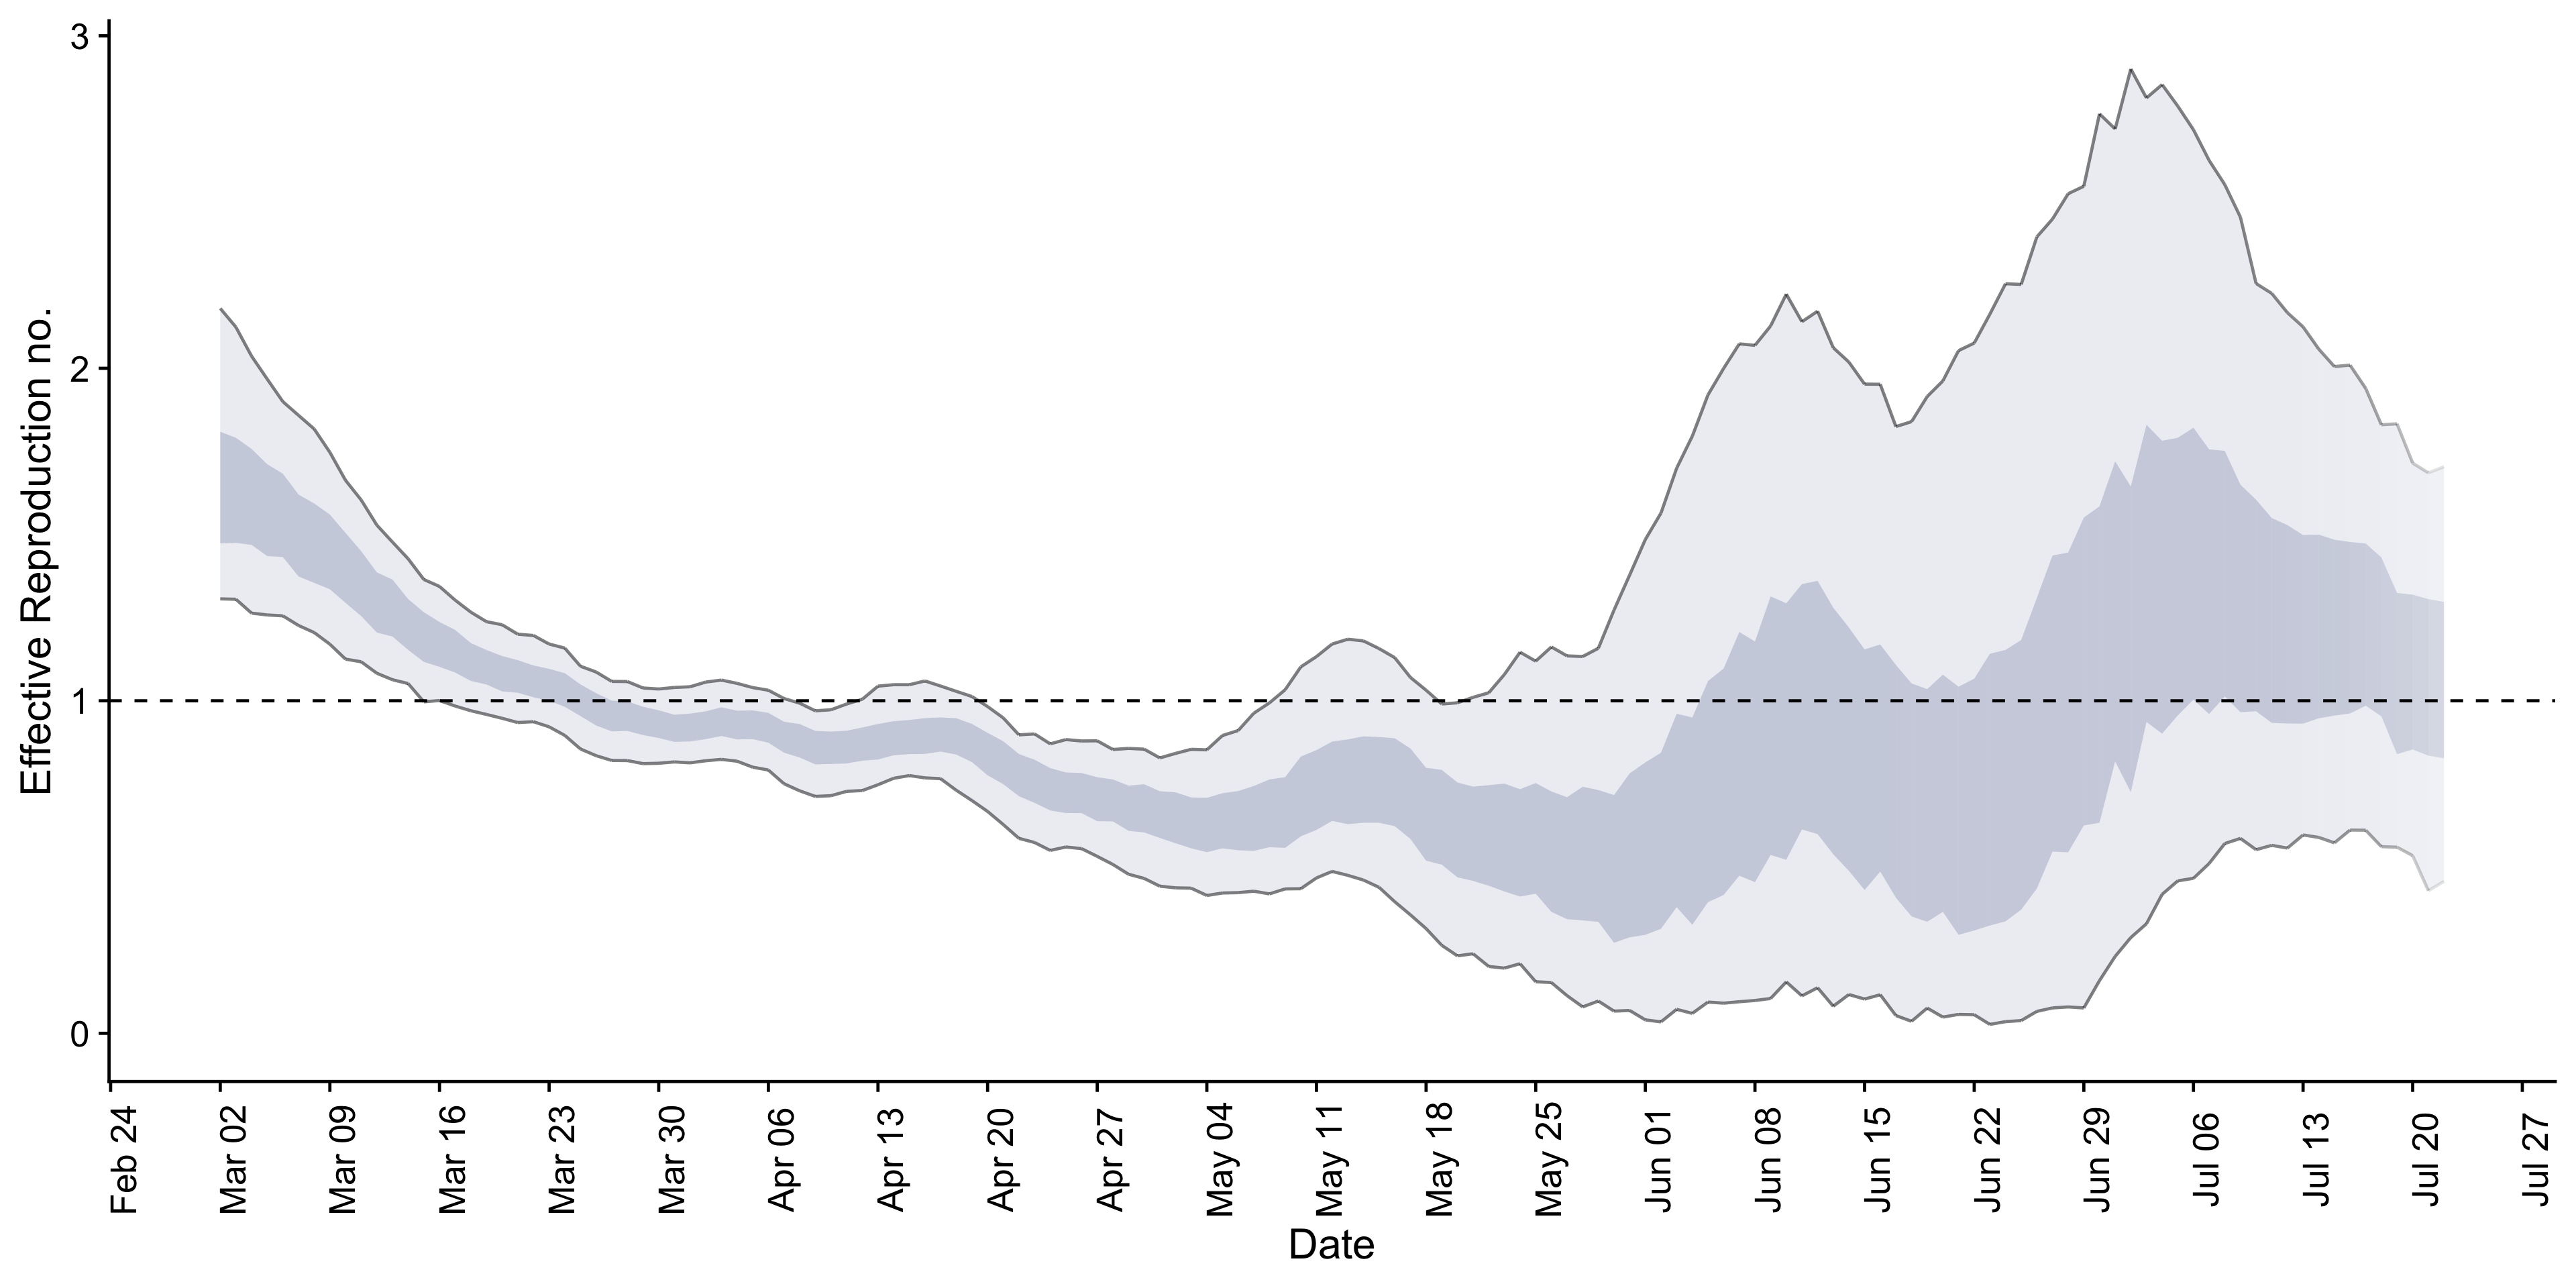 Effective Reproduction no.
3
2
1
0
Feb 24
Mar 02
Mar 09
Mar 16
Mar 23
Mar 30
Apr 06
Apr 13
Apr 20
Apr 27
May 04
May 11
May 18
May 25
Jun 01
Jun 08
Jun 15
Jun 22
Jun 29
Jul 06
Jul 13
Jul 20
Jul 27
Date